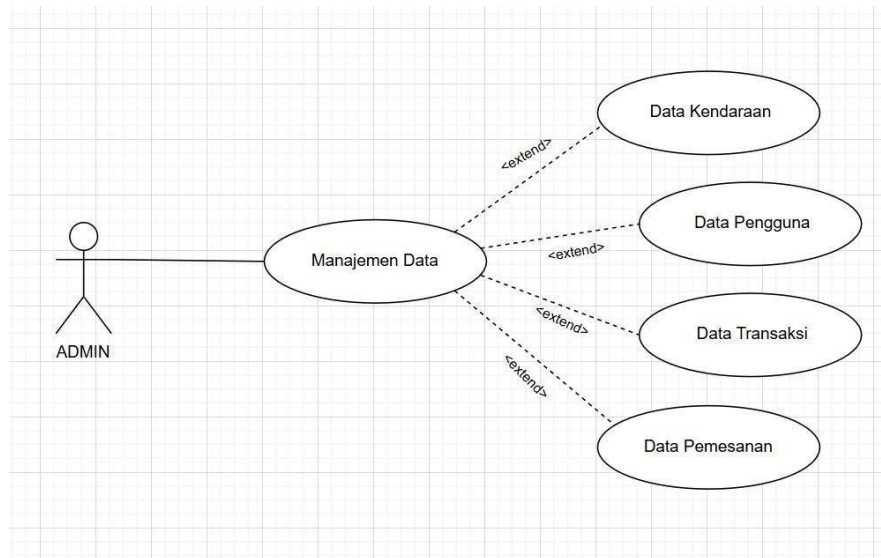 Data Kendaraan
<extend>
Data Pengguna
Manajemen Data
<extend>
<extend>
Data Transaksi
ADMIN
<extend>
Data Pemesanan